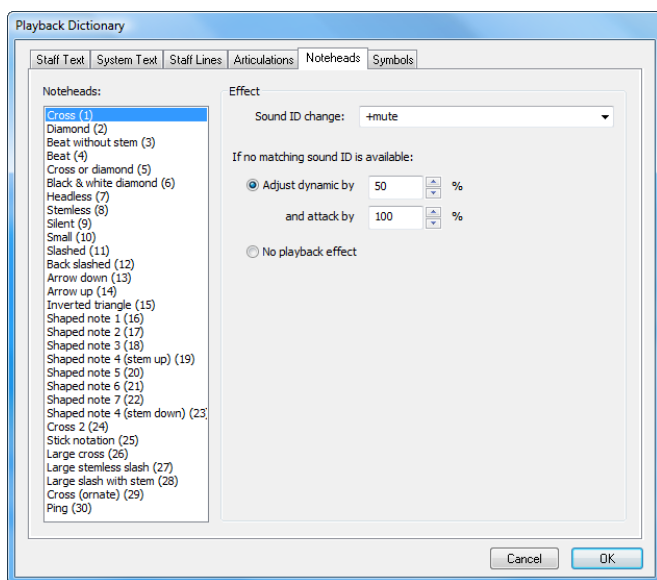 Playback Dictionary
Staff Text System Text Staff Lines Articulations Noteheads Symbols
Noteheads:
Cross (1)
Diamond (2)
Beat without stem (3)
Beat (4)
Cross or diamond (5)
Black & white diamond (6)
Headless (7)
Stemless (8)
Silent (9)
Small (10)
Slashed (11)
Back slashed (12)
Arrow down (13)
Arrow up (14)
Inverted triangle (15)
Shaped note 1 (16)
Shaped note 2 (17)
Shaped note 3 (18)
Shaped note 4 (stem up) (19)
Shaped note 5 (20)
Shaped note 6 (21)
Shaped note 7 (22)
Shaped note 4 (stem down) (23)
Cross 2 (24)
Stick notation (25)
Large cross (26)
Large stemless slash (27)
Large slash with stem (28)
Cross (ornate) (29)
Ping (30)
Effect
Sound ID change: +mute
If no matching sound ID is available:
Adjust dynamic by 50 %
and attack by 100 %
No playback effect
Cancel OK